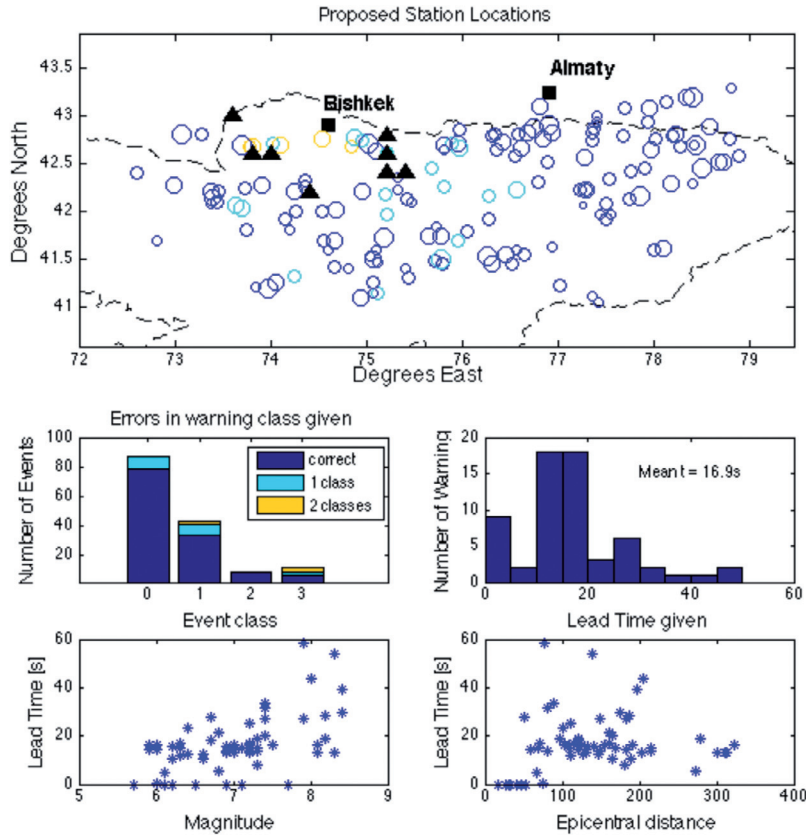 Proposed Station Locations
Degrees North
43.5
43
42.5
42
41.5
41
Almaty
Bishkek
72 73 74 75 76 77 78 79
Degrees East
Errors in warning class given
Number of Events
100
80
60
40
20
correct
1 class
2 classes
0 1 2 3
Event class
Number of Warning
20
15
10
5
0
Mean t = 16.9s
0 20 40 60
Lead Time given
Lead Time [s]
60
40
20
0
5 6 7 8 9
Magnitude
Lead Time [s]
60
40
20
0
0 100 200 300 400
Epicentral distance